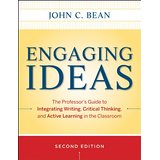 JOHN C. BEAN
ENGAGING
IDEAS
The Professor's Guide to
Integrating Writing, Critical Thinking,
and Active Learning in the Classroom
SECOND EDITION